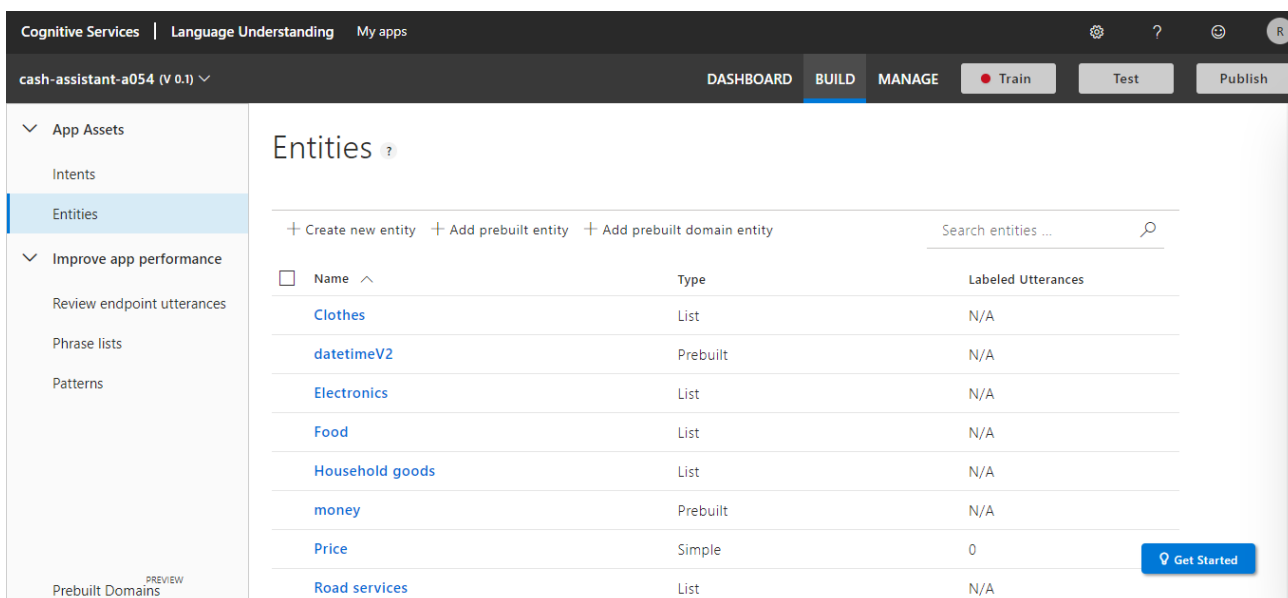 Cognitive Services | Language Understanding My apps ? R
cash-assistant-a054 (V 0.1) DASHBOARD BUILD MANAGE Train Test Publish
App Assets
Intents
Entities
Improve app performance
Review endpoint utterances
Phrase lists
Patterns
PREVIEW
Prebuilt Domains
Entities ?
+ Create new entity + Add prebuilt entity + Add prebuilt domain entity Search entities ...
Name Type Labeled Utterances
Clothes List N/A
datetimeV2 Prebuilt N/A
Electronics List N/A
Food List N/A
Household goods List N/A
money Prebuilt N/A
Price Simple 0
Road services List N/A
Get Started